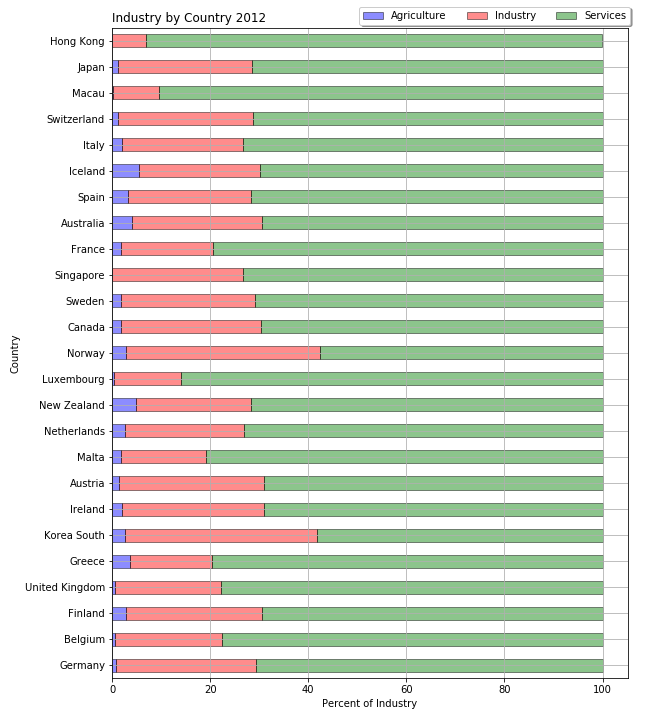 Industry by Country 2012
Agriculture Industry Services
Hong Kong
Japan
Macau
Switzerland
Italy
Iceland
Spain
Australia
France
Singapore
Sweden
Canada
Norway
Luxembourg
New Zealand
Netherlands
Malta
Austria
Ireland
Korea South
Greece
United Kingdom
Finland
Belgium
Germany
Country
0 20 40 60 80 100
Percent of Industry